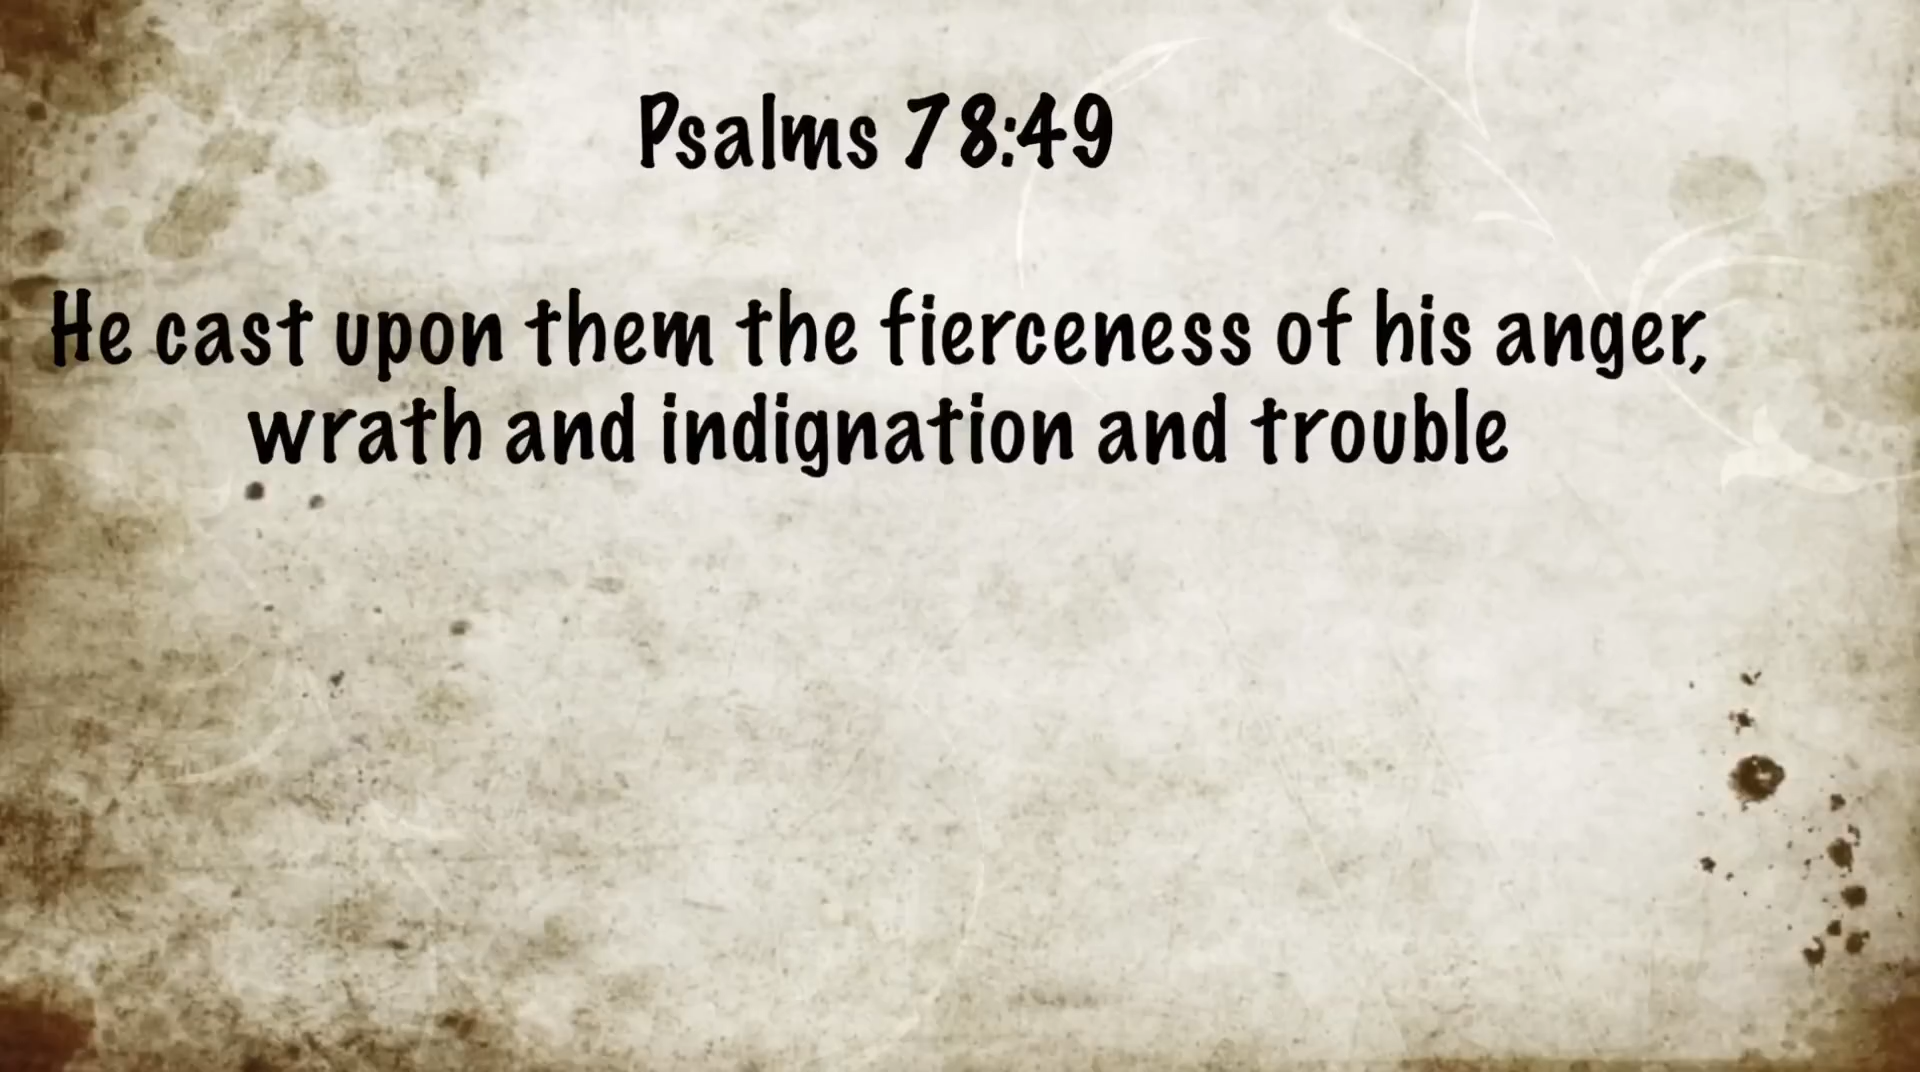 Psalms 78:49
He cast upon them the fierceness of his anger,
wrath and indignation and trouble